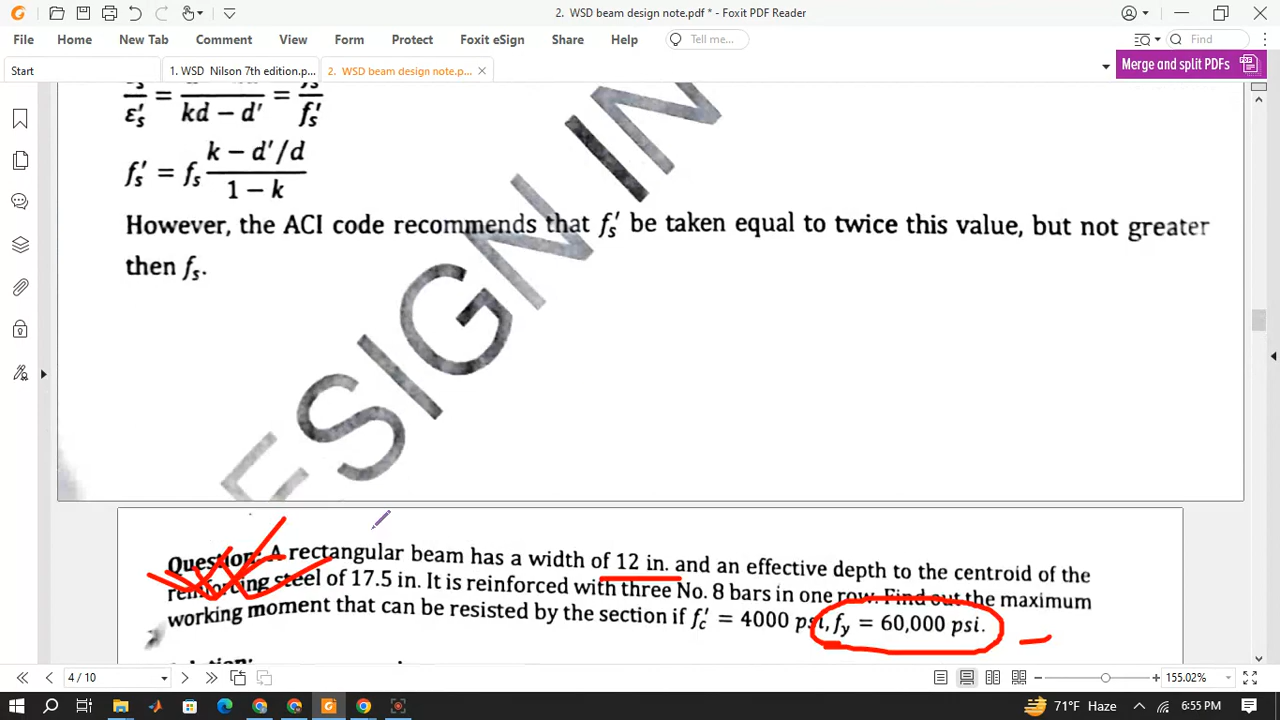 2. WSD beam design note.pdf * - Foxit PDF Reader
File Home New Tab Comment View Form Protect Foxit eSign Share Help Tell me... Find
Start 1. WSD Nilson 7th edition.p... 2. WSD beam design note.p... Merge and split PDFs
ε's = kd − d' = f's
f's = fs k − d'/d
1 − k
However, the ACI code recommends that f's be taken equal to twice this value, but not greater
then fs.
ESIGN IN
Question: A rectangular beam has a width of 12 in. and an effective depth to the centroid of the
reinforcing steel of 17.5 in. It is reinforced with three No. 8 bars in one row. Find out the maximum
working moment that can be resisted by the section if f'c = 4000 psi, fy = 60,000 psi.
4 / 10 155.02%
71°F Haze 6:55 PM